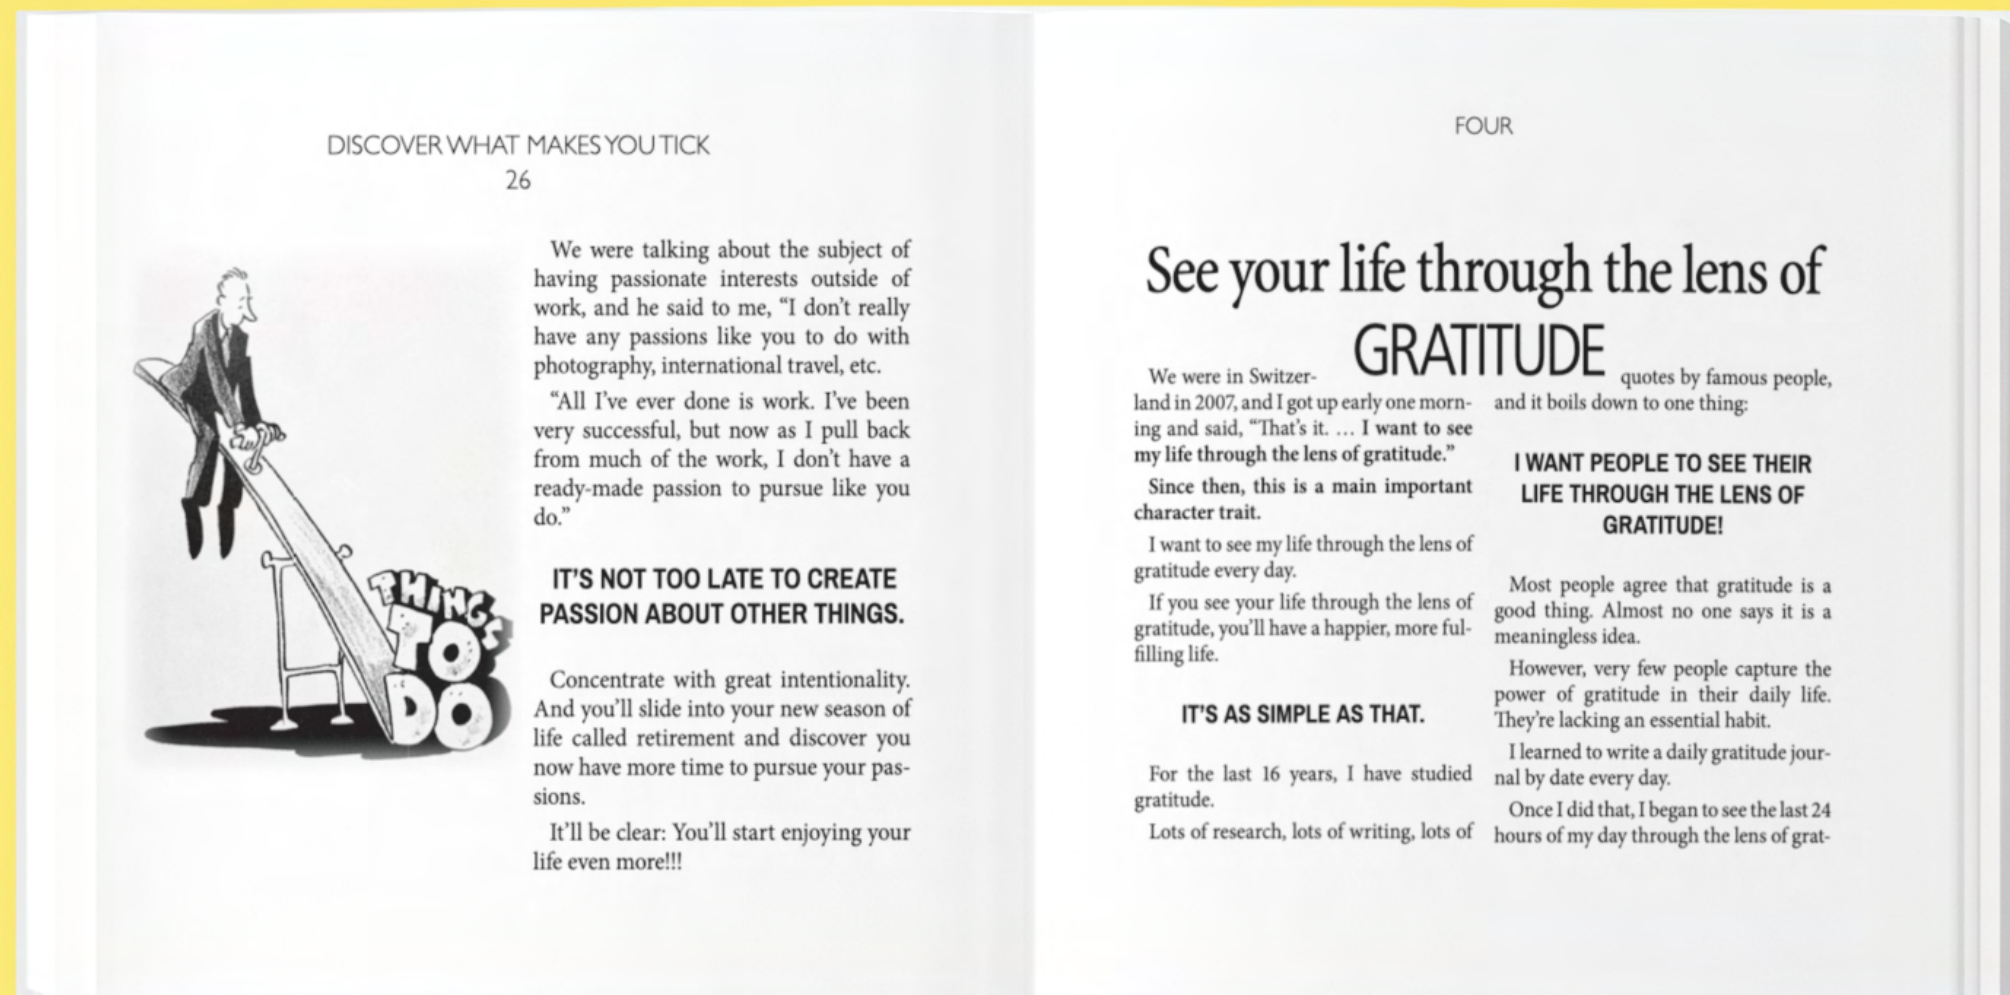 DISCOVER WHAT MAKES YOU TICK
26
We were talking about the subject of
having passionate interests outside of
work, and he said to me, “I don’t really
have any passions like you to do with
photography, international travel, etc.
“All I’ve ever done is work. I’ve been
very successful, but now as I pull back
from much of the work, I don’t have a
ready-made passion to pursue like you
do.”
IT’S NOT TOO LATE TO CREATE
PASSION ABOUT OTHER THINGS.
Concentrate with great intentionality.
And you’ll slide into your new season of
life called retirement and discover you
now have more time to pursue your pas-
sions.
It’ll be clear: You’ll start enjoying your
life even more!!!
THINGS
TO
DO
FOUR
See your life through the lens of
GRATITUDE
We were in Switzer-
land in 2007, and I got up early one morn-
ing and said, “That’s it. … I want to see
my life through the lens of gratitude.”
Since then, this is a main important
character trait.
I want to see my life through the lens of
gratitude every day.
If you see your life through the lens of
gratitude, you’ll have a happier, more ful-
filling life.
IT’S AS SIMPLE AS THAT.
For the last 16 years, I have studied
gratitude.
Lots of research, lots of writing, lots of
quotes by famous people,
and it boils down to one thing:
I WANT PEOPLE TO SEE THEIR
LIFE THROUGH THE LENS OF
GRATITUDE!
Most people agree that gratitude is a
good thing. Almost no one says it is a
meaningless idea.
However, very few people capture the
power of gratitude in their daily life.
They’re lacking an essential habit.
I learned to write a daily gratitude jour-
nal by date every day.
Once I did that, I began to see the last 24
hours of my day through the lens of grat-